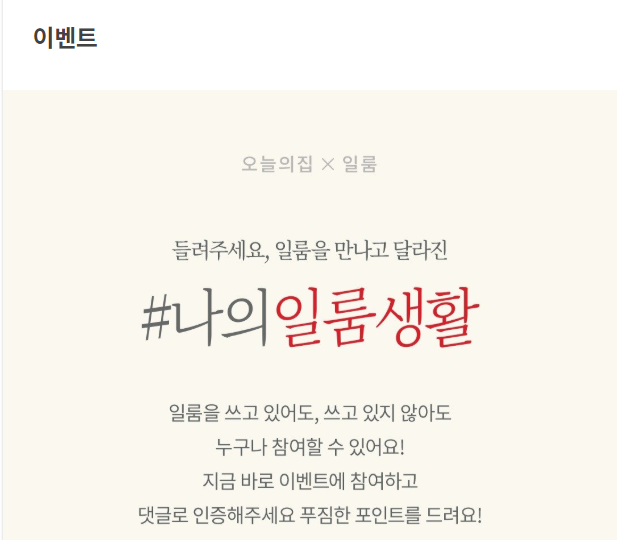 이벤트
오늘의집 × 일룸
들려주세요, 일룸을 만나고 달라진
#나의일룸생활
일룸을 쓰고 있어도, 쓰고 있지 않아도
누구나 참여할 수 있어요!
지금 바로 이벤트에 참여하고
댓글로 인증해주세요 푸짐한 포인트를 드려요!